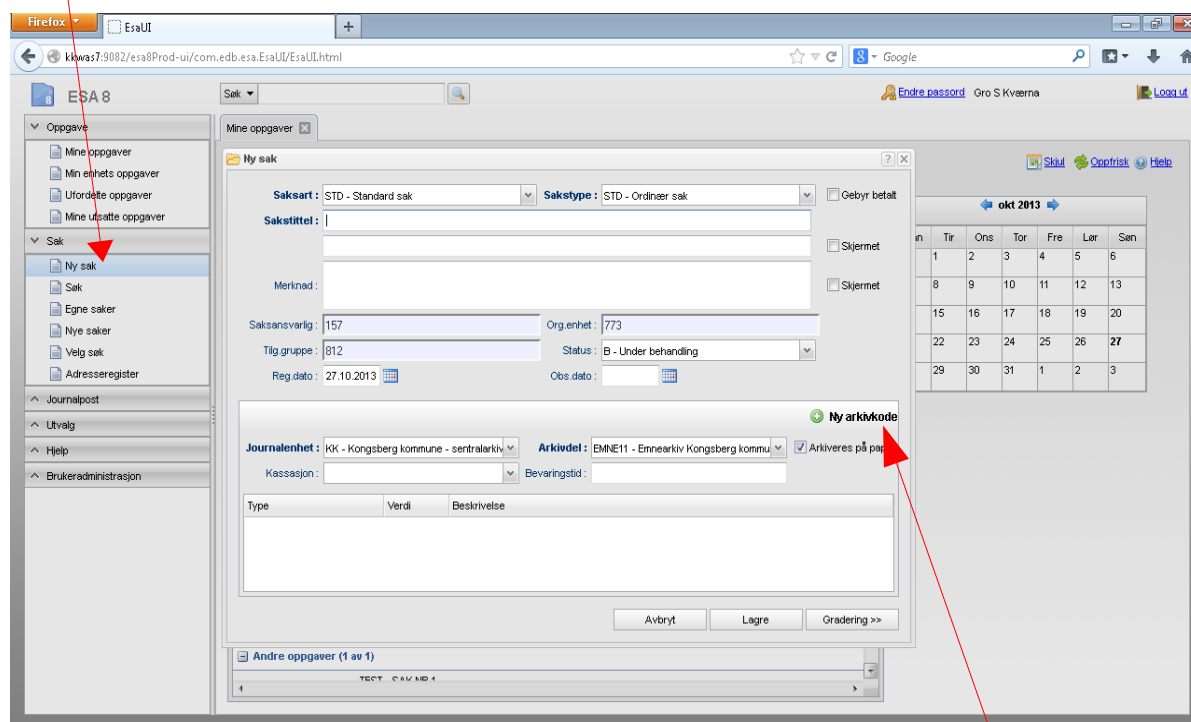 Firefox
EsaUI
kkwas7:9082/esa8Prod-ui/com.edb.esa.EsaUI/EsaUI.html
Google
ESA 8
Søk
Endre passord Gro S Kværna Logg ut
Oppgave
Mine oppgaver
Min enhets oppgaver
Ufordelte oppgaver
Mine utsatte oppgaver
Sak
Ny sak
Søk
Egne saker
Nye saker
Velg søk
Adresseregister
Journalpost
Utvalg
Hjelp
Brukeradministrasjon
Mine oppgaver
Skjul Oppfrisk Hjelp
Ny sak
Saksart : STD - Standard sak Sakstype : STD - Ordinær sak Gebyr betalt
Sakstittel :
Skjermet
Merknad : Skjermet
Saksansvarlig : 157 Org.enhet : 773
Tilg.gruppe : 812 Status : B - Under behandling
Reg.dato : 27.10.2013 Obs.dato :
Ny arkivkode
Journalenhet : KK - Kongsberg kommune - sentralarkiv Arkivdel : EMNE11 - Emnearkiv Kongsberg kommu Arkiveres på pap
Kassasjon : Bevaringstid :
Type Verdi Beskrivelse
Avbryt Lagre Gradering >>
Andre oppgaver (1 av 1)
TEST - SAK NR 1
okt 2013
Tir Ons Tor Fre Lør Søn
1 2 3 4 5 6
8 9 10 11 12 13
15 16 17 18 19 20
22 23 24 25 26 27
29 30 31 1 2 3